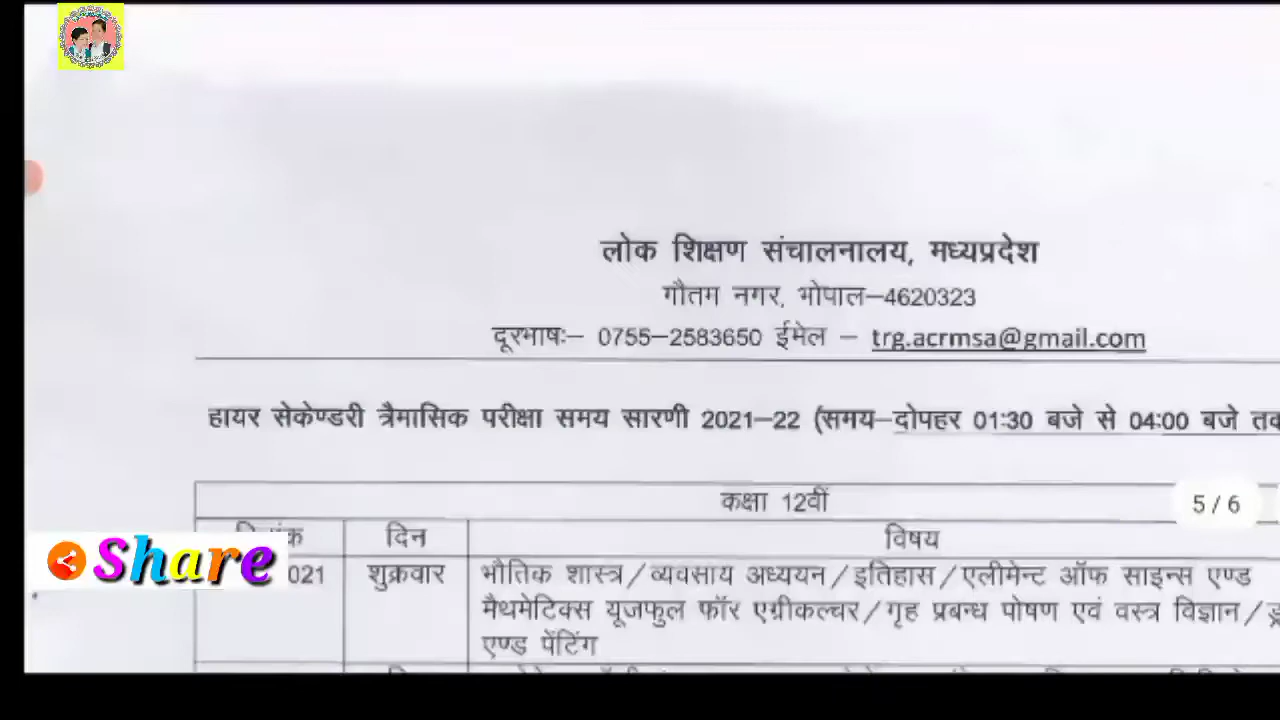 लोक शिक्षण संचालनालय, मध्यप्रदेश
गौतम नगर, भोपाल–4620323
दूरभाषः– 0755–2583650 ईमेल – trg.acrmsa@gmail.com
हायर सेकेण्डरी त्रैमासिक परीक्षा समय सारणी 2021–22 (समय–दोपहर 01:30 बजे से 04:00 बजे
कक्षा 12वीं
5 / 6
दिन विषय
Share
021 शुक्रवार भौतिक शास्त्र/व्यवसाय अध्ययन/इतिहास/एलीमेन्ट ऑफ साइन्स एण्ड
मैथमेटिक्स यूजफुल फॉर एग्रीकल्चर/गृह प्रबन्ध पोषण एवं वस्त्र विज्ञान/
एण्ड पेंटिंग